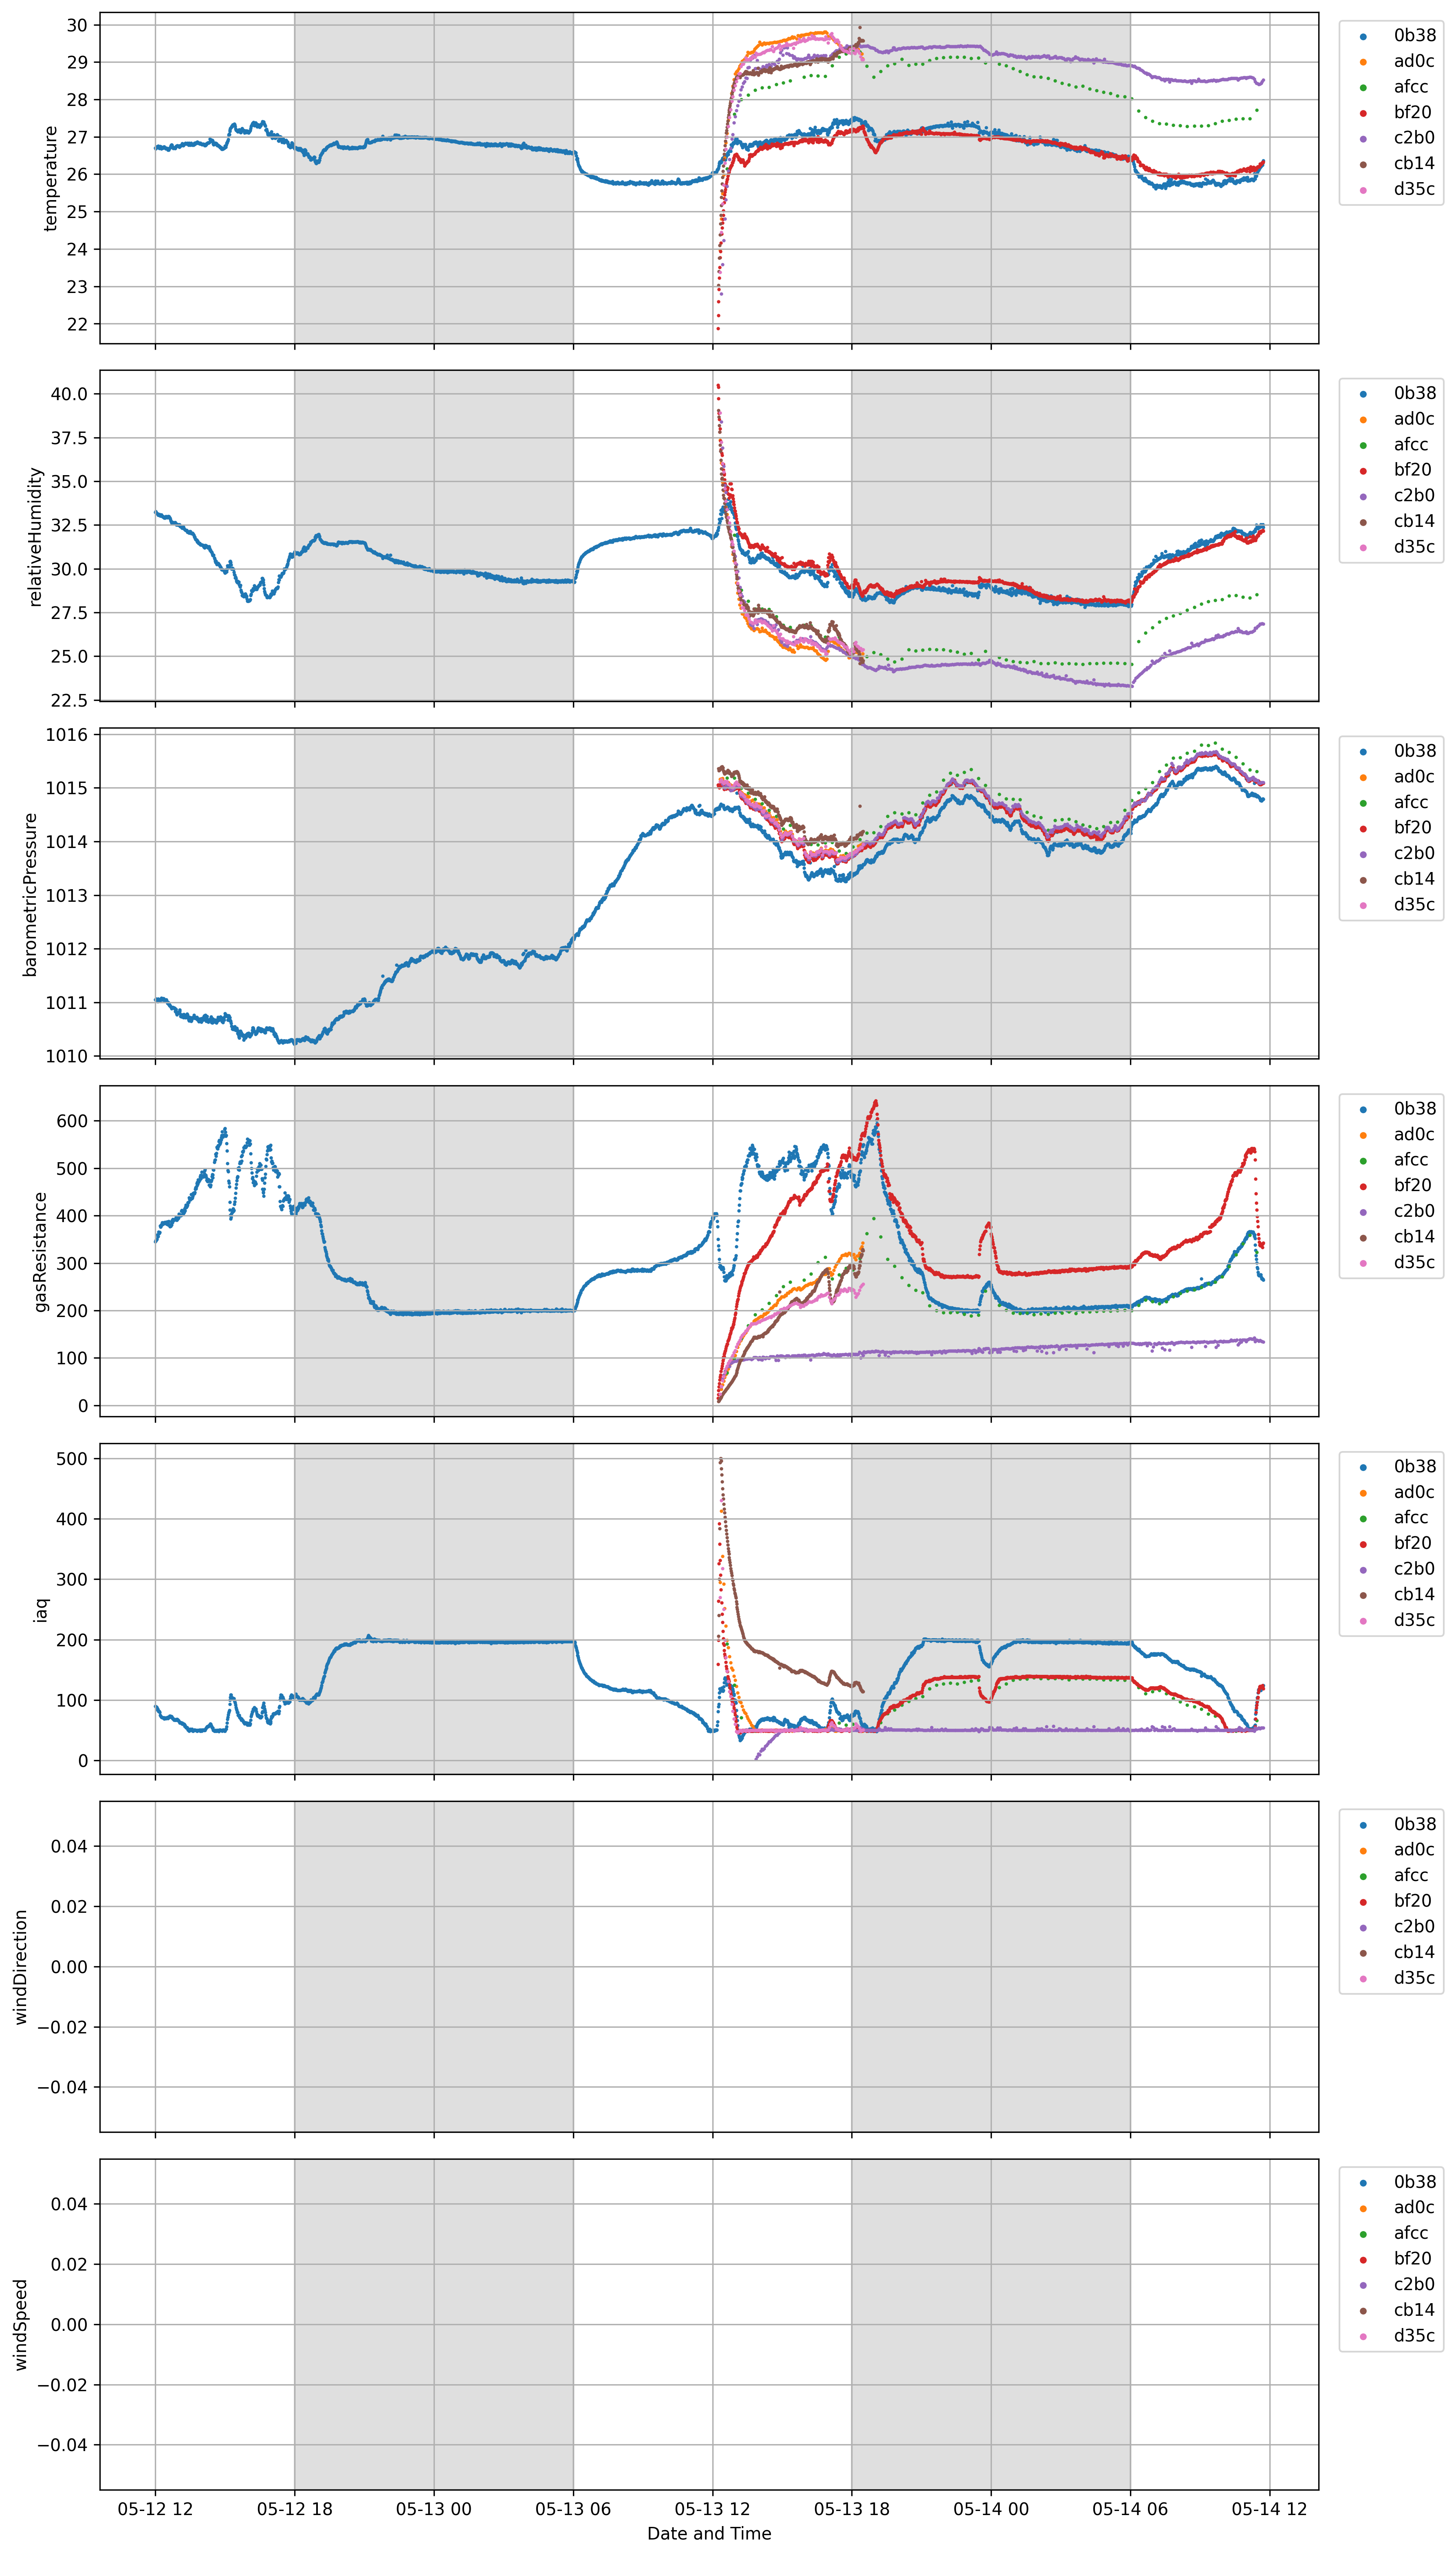 30
29
28
27
26
25
24
23
22
temperature
0b38
ad0c
afcc
bf20
c2b0
cb14
d35c
40.0
37.5
35.0
32.5
30.0
27.5
25.0
22.5
relativeHumidity
0b38
ad0c
afcc
bf20
c2b0
cb14
d35c
1016
1015
1014
1013
1012
1011
1010
barometricPressure
0b38
ad0c
afcc
bf20
c2b0
cb14
d35c
600
500
400
300
200
100
0
gasResistance
0b38
ad0c
afcc
bf20
c2b0
cb14
d35c
500
400
300
200
100
0
iaq
0b38
ad0c
afcc
bf20
c2b0
cb14
d35c
0.04
0.02
0.00
−0.02
−0.04
windDirection
0b38
ad0c
afcc
bf20
c2b0
cb14
d35c
0.04
0.02
0.00
−0.02
−0.04
windSpeed
0b38
ad0c
afcc
bf20
c2b0
cb14
d35c
05-12 12 05-12 18 05-13 00 05-13 06 05-13 12 05-13 18 05-14 00 05-14 06 05-14 12
Date and Time